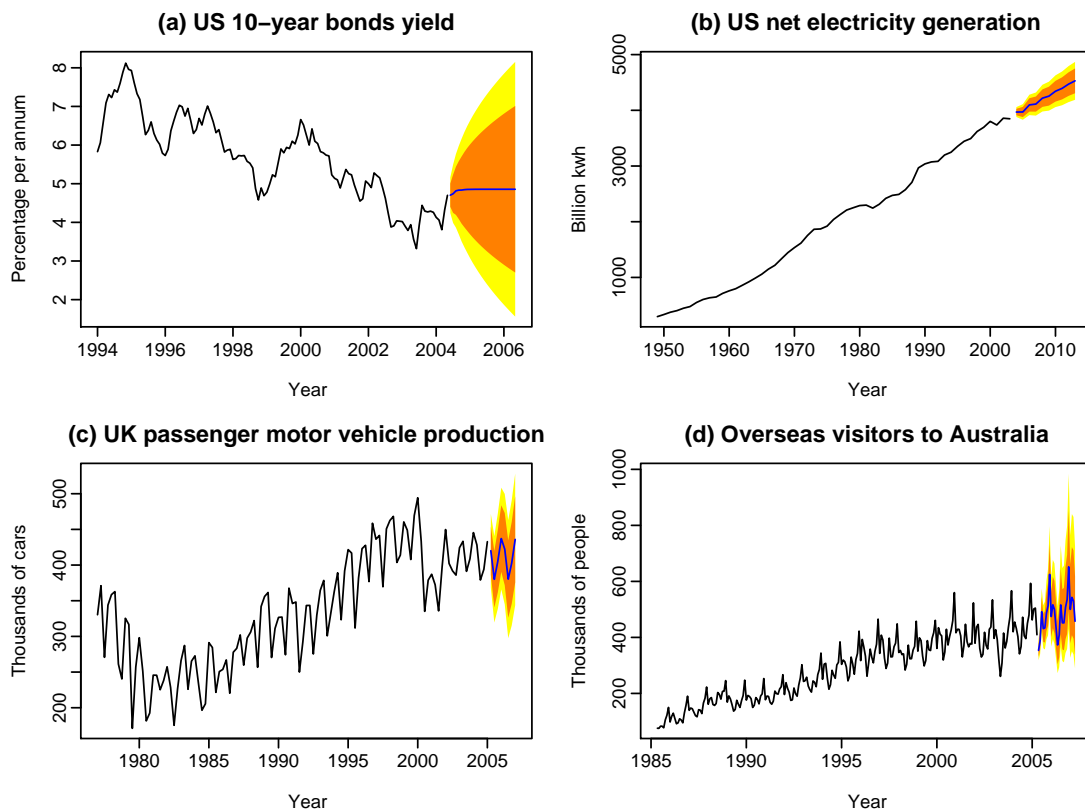 (a) US 10−year bonds yield
Percentage per annum
8
7
6
5
4
3
2
1994 1996 1998 2000 2002 2004 2006
Year
(b) US net electricity generation
Billion kwh
5000
3000
1000
1950 1960 1970 1980 1990 2000 2010
Year
(c) UK passenger motor vehicle production
Thousands of cars
500
400
300
200
1980 1985 1990 1995 2000 2005
Year
(d) Overseas visitors to Australia
Thousands of people
1000
800
600
400
200
1985 1990 1995 2000 2005
Year